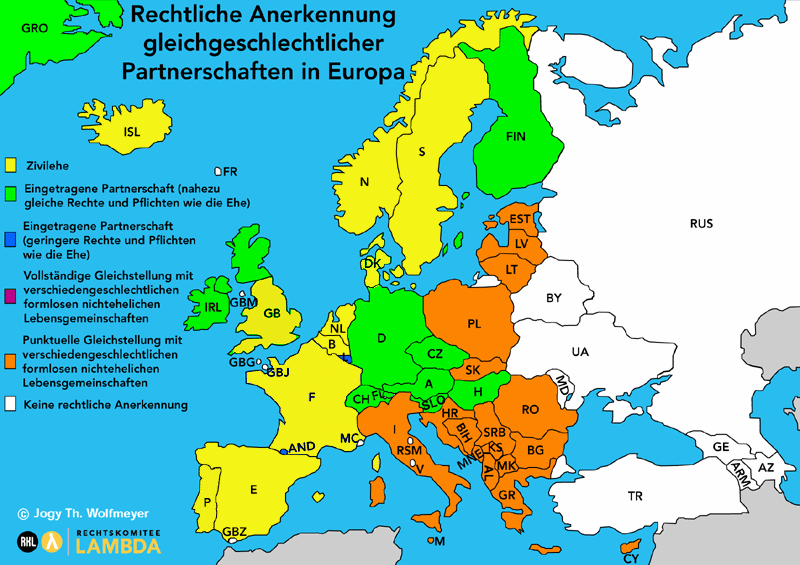 Rechtliche Anerkennung
gleichgeschlechtlicher
Partnerschaften in Europa
GRO
ISL
FR
Zivilehe
Eingetragene Partnerschaft (nahezu
gleiche Rechte und Pflichten wie die Ehe)
Eingetragene Partnerschaft
(geringere Rechte und Pflichten
wie die Ehe)
Vollständige Gleichstellung mit
verschiedengeschlechtlichen
formlosen nichtehelichen
Lebensgemeinschaften
Punktuelle Gleichstellung mit
verschiedengeschlechtlichen
formlosen nichtehelichen
Lebensgemeinschaften
Keine rechtliche Anerkennung
N
S
FIN
RUS
EST
LV
LT
DK
IRL
GBM
GB
NL
B
L
D
PL
BY
UA
CZ
SK
GBG
GBJ
F
CH
FL
A
SLO
H
MD
RO
HR
BIH
SRB
KS
MNE
AL
MK
BG
GR
I
RSM
V
MC
AND
P
E
GBZ
M
CY
TR
GE
ARM
AZ
© Jogy Th. Wolfmeyer
RKL
λ
RECHTSKOMITEE
LAMBDA